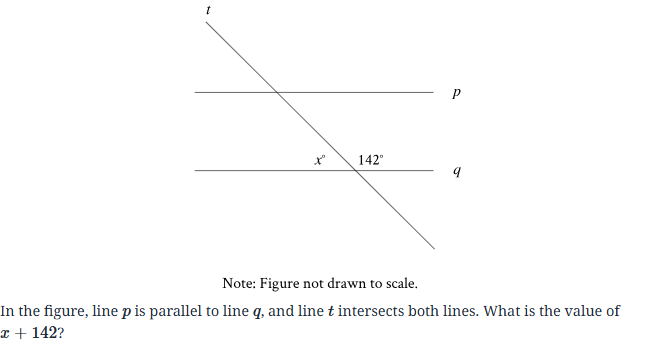 t
p
x° 142°
q
Note: Figure not drawn to scale.
In the figure, line p is parallel to line q, and line t intersects both lines. What is the value of
x + 142?